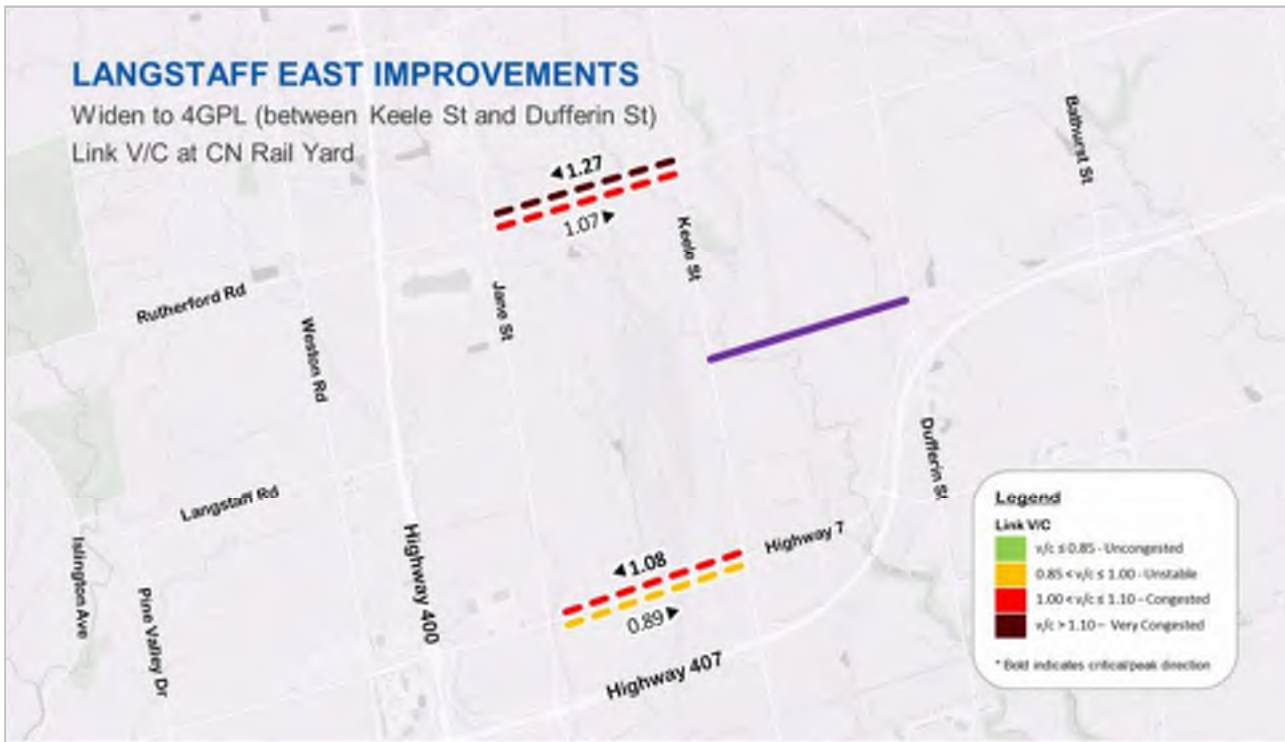 LANGSTAFF EAST IMPROVEMENTS
Widen to 4GPL (between Keele St and Dufferin St)
Link V/C at CN Rail Yard
Bathurst St
◄1.27
1.07►
Keele St
Rutherford Rd
Jane St
Weston Rd
Dufferin St
Langstaff Rd
Highway 400
Highway 7
◄1.08
0.89►
Islington Ave
Pine Valley Dr
Highway 407
Legend
Link V/C
v/c ≤ 0.85 - Uncongested
0.85 < v/c ≤ 1.00 - Unstable
1.00 < v/c ≤ 1.10 - Congested
v/c > 1.10 – Very Congested
* Bold indicates critical/peak direction